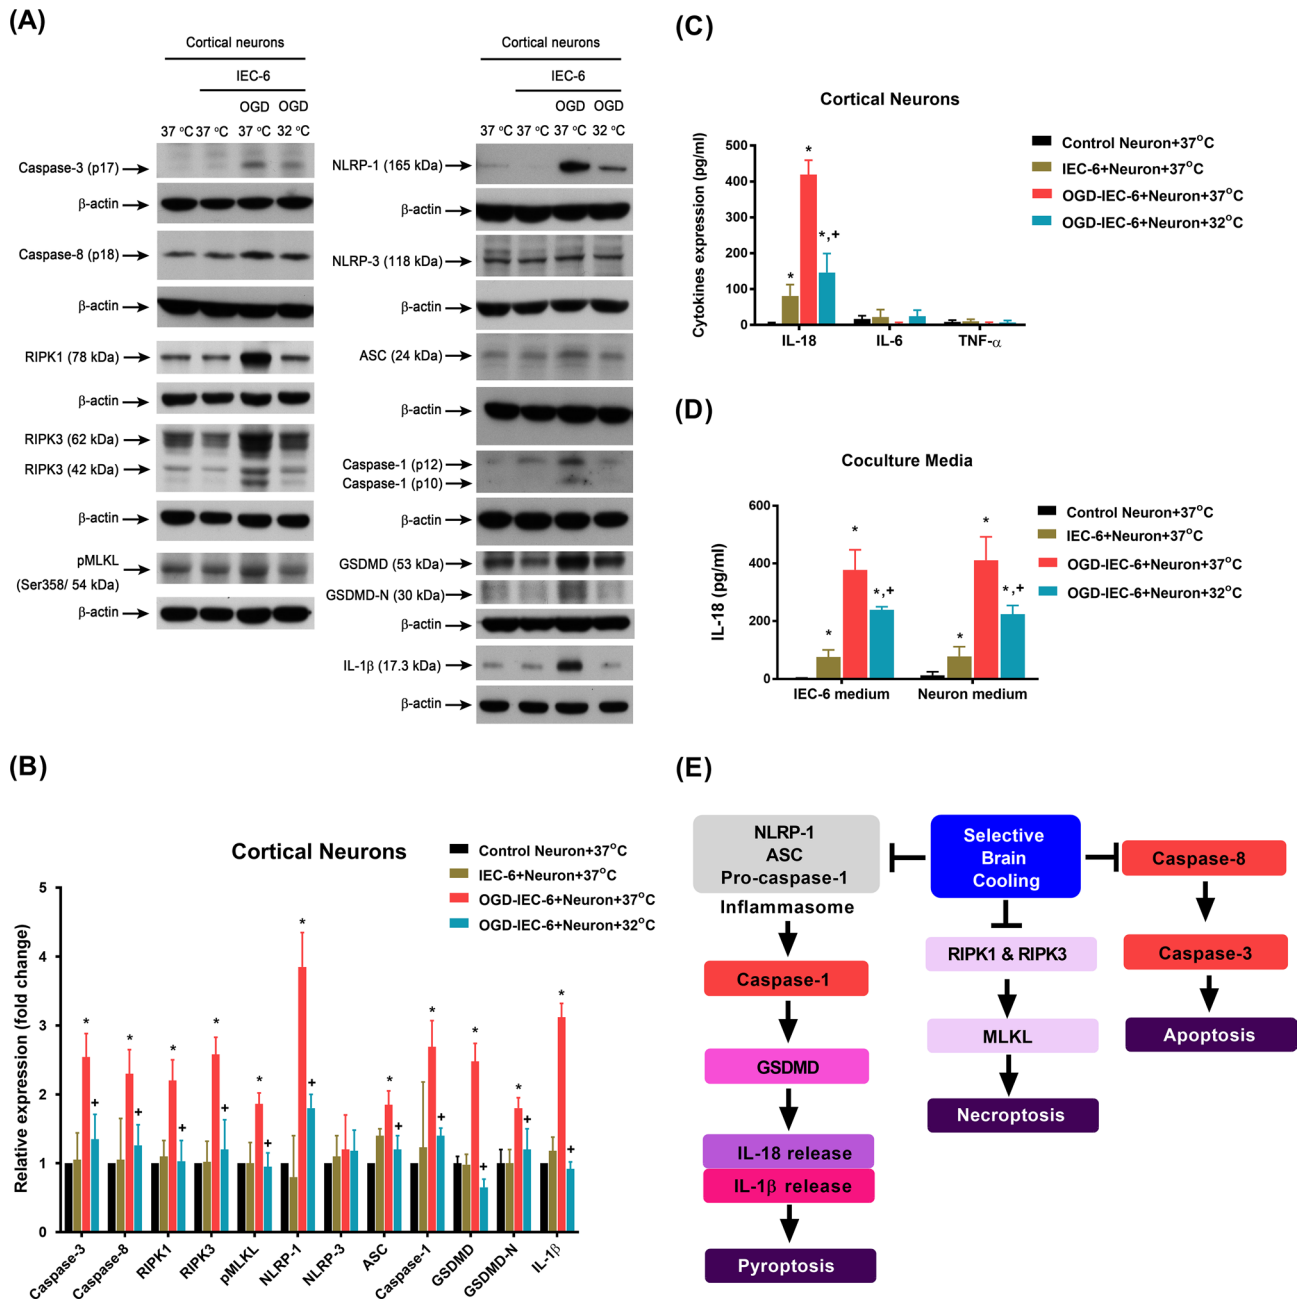 (A)
Cortical neurons
IEC-6
OGD OGD
37 °C 37 °C 37 °C 32 °C
Caspase-3 (p17)
β-actin
Caspase-8 (p18)
β-actin
RIPK1 (78 kDa)
β-actin
RIPK3 (62 kDa)
RIPK3 (42 kDa)
β-actin
pMLKL
(Ser358/ 54 kDa)
β-actin
Cortical neurons
IEC-6
OGD OGD
37 °C 37 °C 37 °C 32 °C
NLRP-1 (165 kDa)
β-actin
NLRP-3 (118 kDa)
β-actin
ASC (24 kDa)
β-actin
Caspase-1 (p12)
Caspase-1 (p10)
β-actin
GSDMD (53 kDa)
GSDMD-N (30 kDa)
β-actin
IL-1β (17.3 kDa)
β-actin
(B)
Cortical Neurons
Control Neuron+37°C
IEC-6+Neuron+37°C
OGD-IEC-6+Neuron+37°C
OGD-IEC-6+Neuron+32°C
Relative expression (fold change)
5
4
3
2
1
0
* + * + * + * + * + * + * + * + * + * + * +
Caspase-3 Caspase-8 RIPK1 RIPK3 pMLKL NLRP-1 NLRP-3 ASC Caspase-1 GSDMD GSDMD-N IL-1β
(C)
Cortical Neurons
Control Neuron+37°C
IEC-6+Neuron+37°C
OGD-IEC-6+Neuron+37°C
OGD-IEC-6+Neuron+32°C
Cytokines expression (pg/ml)
500
400
300
200
100
0
* * *,+
IL-18 IL-6 TNF-α
(D)
Coculture Media
Control Neuron+37°C
IEC-6+Neuron+37°C
OGD-IEC-6+Neuron+37°C
OGD-IEC-6+Neuron+32°C
IL-18 (pg/ml)
600
400
200
0
* * *,+ * * *,+
IEC-6 medium Neuron medium
(E)
NLRP-1
ASC
Pro-caspase-1
Inflammasome
Caspase-1
GSDMD
IL-18 release
IL-1β release
Pyroptosis
Selective
Brain
Cooling
RIPK1 & RIPK3
MLKL
Necroptosis
Caspase-8
Caspase-3
Apoptosis